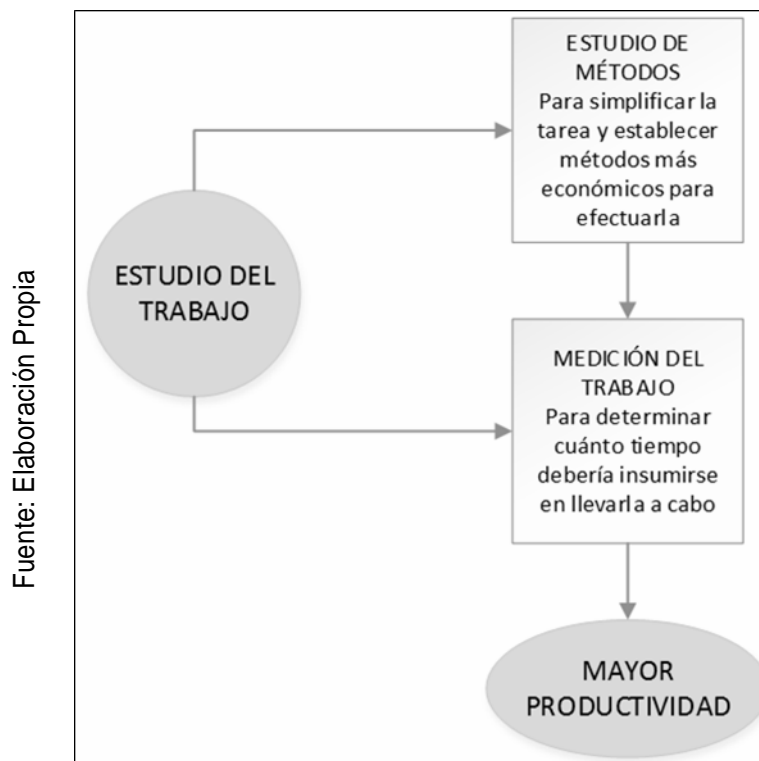 ESTUDIO DE
MÉTODOS
Para simplificar la
tarea y establecer
métodos más
económicos para
efectuarla
ESTUDIO DEL
TRABAJO
MEDICIÓN DEL
TRABAJO
Para determinar
cuánto tiempo
debería insumirse
en llevarla a cabo
MAYOR
PRODUCTIVIDAD
Fuente: Elaboración Propia